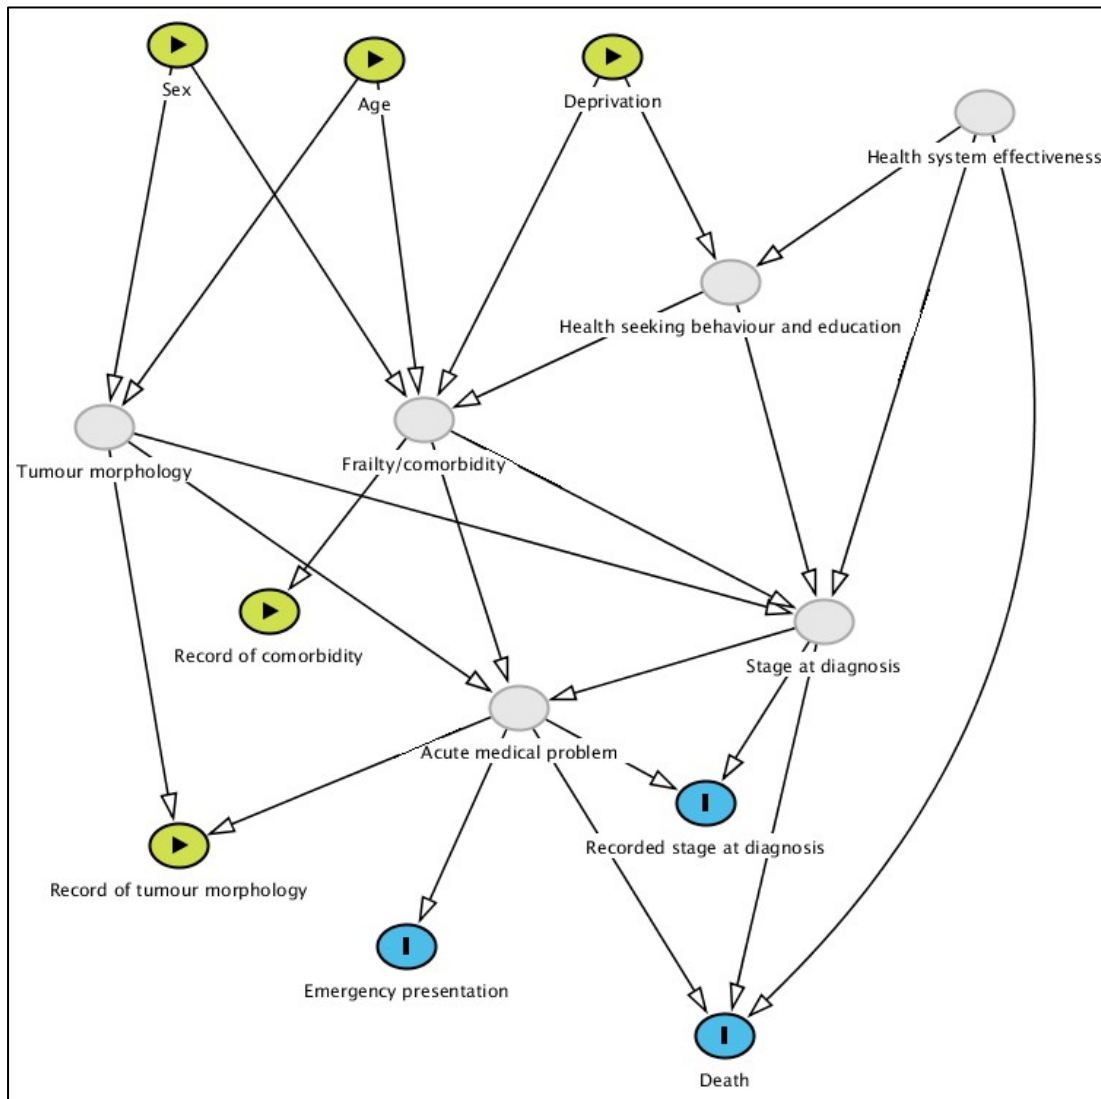 Sex
Age
Deprivation
Health system effectiveness
Health seeking behaviour and education
Tumour morphology
Frailty/comorbidity
Record of comorbidity
Stage at diagnosis
Acute medical problem
Recorded stage at diagnosis
Record of tumour morphology
Emergency presentation
Death